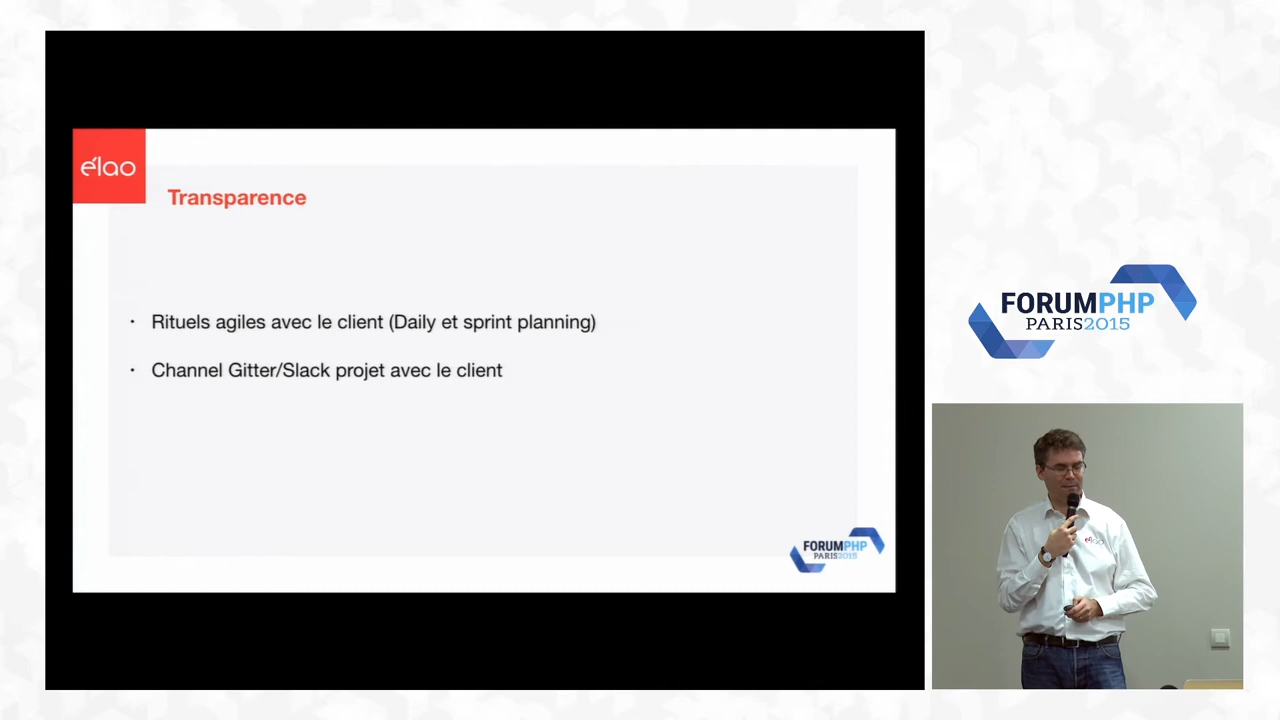 élao
Transparence
· Rituels agiles avec le client (Daily et sprint planning)
· Channel Gitter/Slack projet avec le client
FORUMPHP
PARIS2015
FORUMPHP
PARIS2015
élao